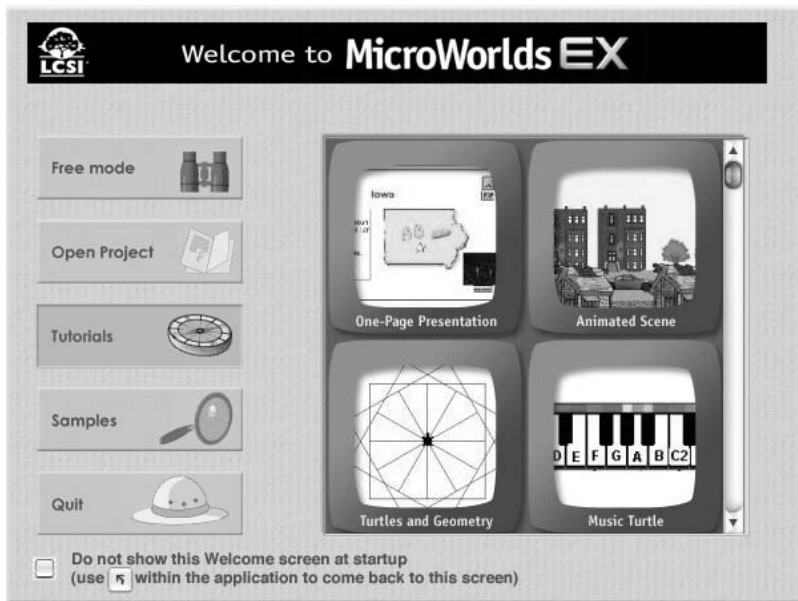 LCSI
Welcome to MicroWorlds EX
Free mode
Open Project
Tutorials
Samples
Quit
Iowa
One-Page Presentation
Animated Scene
Turtles and Geometry
D E F G A B C2
Music Turtle
Do not show this Welcome screen at startup
(use within the application to come back to this screen)